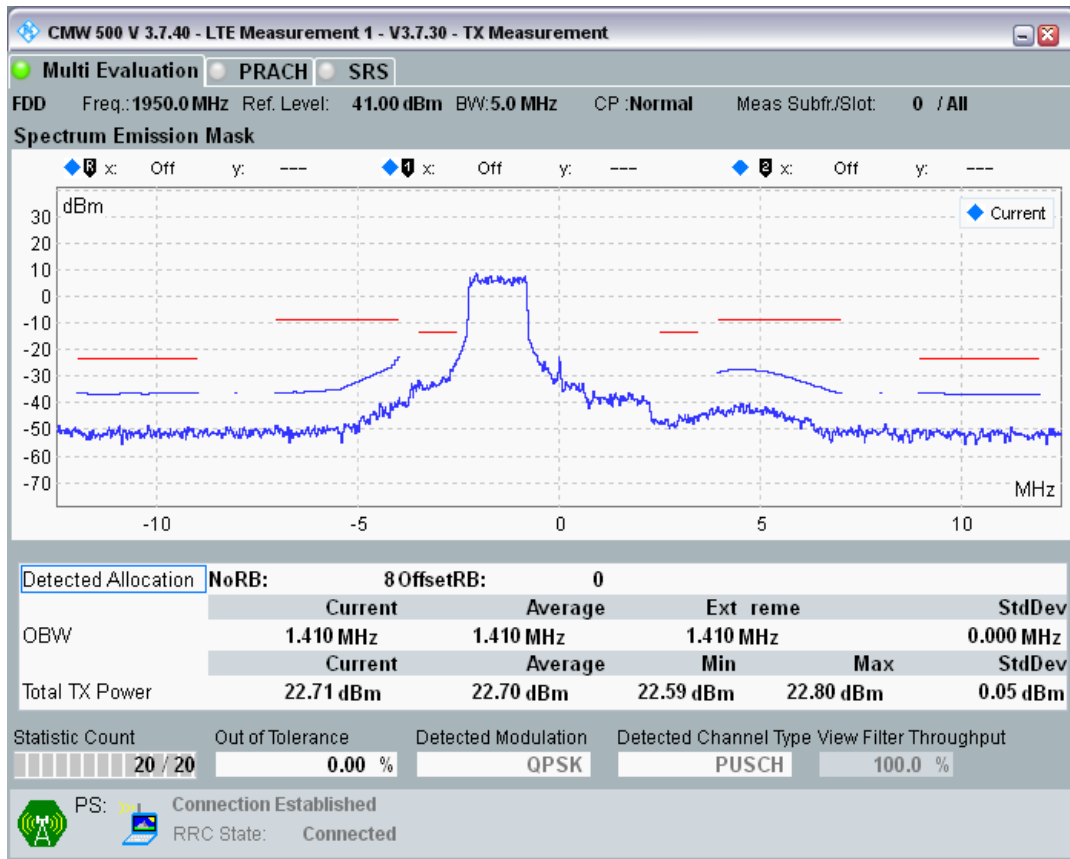 CMW 500 V 3.7.40 - LTE Measurement 1 - V3.7.30 - TX Measurement
Multi Evaluation PRACH SRS
FDD Freq.: 1950.0 MHz Ref. Level: 41.00 dBm BW: 5.0 MHz CP : Normal Meas Subfr./Slot: 0 / All
Spectrum Emission Mask
R x: Off y: --- 1 x: Off y: --- 2 x: Off y: ---
dBm
Current
30
20
10
0
-10
-20
-30
-40
-50
-60
-70
MHz
-10 -5 0 5 10
Detected Allocation NoRB: 8 OffsetRB: 0
Current Average Ext reme StdDev
OBW 1.410 MHz 1.410 MHz 1.410 MHz 0.000 MHz
Current Average Min Max StdDev
Total TX Power 22.71 dBm 22.70 dBm 22.59 dBm 22.80 dBm 0.05 dBm
Statistic Count Out of Tolerance Detected Modulation Detected Channel Type View Filter Throughput
20 / 20 0.00 % QPSK PUSCH 100.0 %
PS: Connection Established
RRC State: Connected